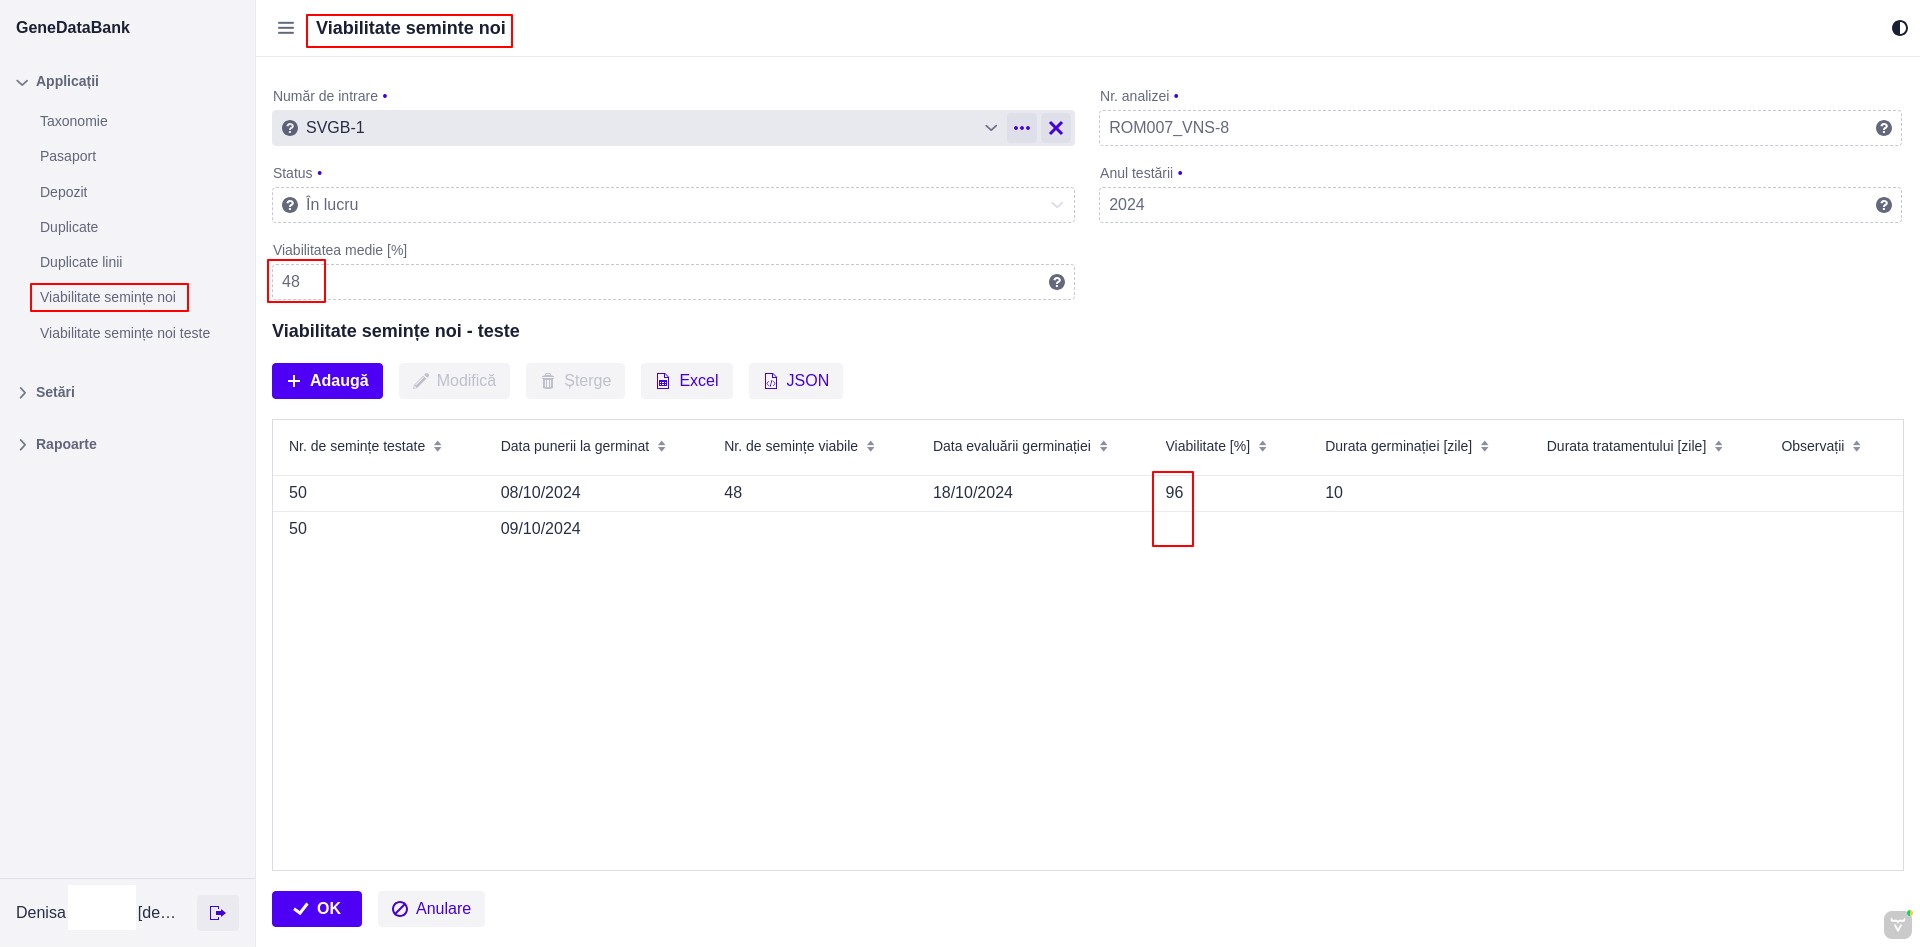 GeneDataBank
Applicații
Taxonomie
Pasaport
Depozit
Duplicate
Duplicate linii
Viabilitate semințe noi
Viabilitate semințe noi teste
Setări
Rapoarte
Denisa [de…
Viabilitate seminte noi
Număr de intrare •
SVGB-1
Nr. analizei •
ROM007_VNS-8
Status •
În lucru
Anul testării •
2024
Viabilitatea medie [%]
48
Viabilitate semințe noi - teste
Adaugă Modifică Șterge Excel JSON
Nr. de semințe testate Data punerii la germinat Nr. de semințe viabile Data evaluării germinației Viabilitate [%] Durata germinației [zile] Durata tratamentului [zile] Observații
50 08/10/2024 48 18/10/2024 96 10
50 09/10/2024
OK Anulare